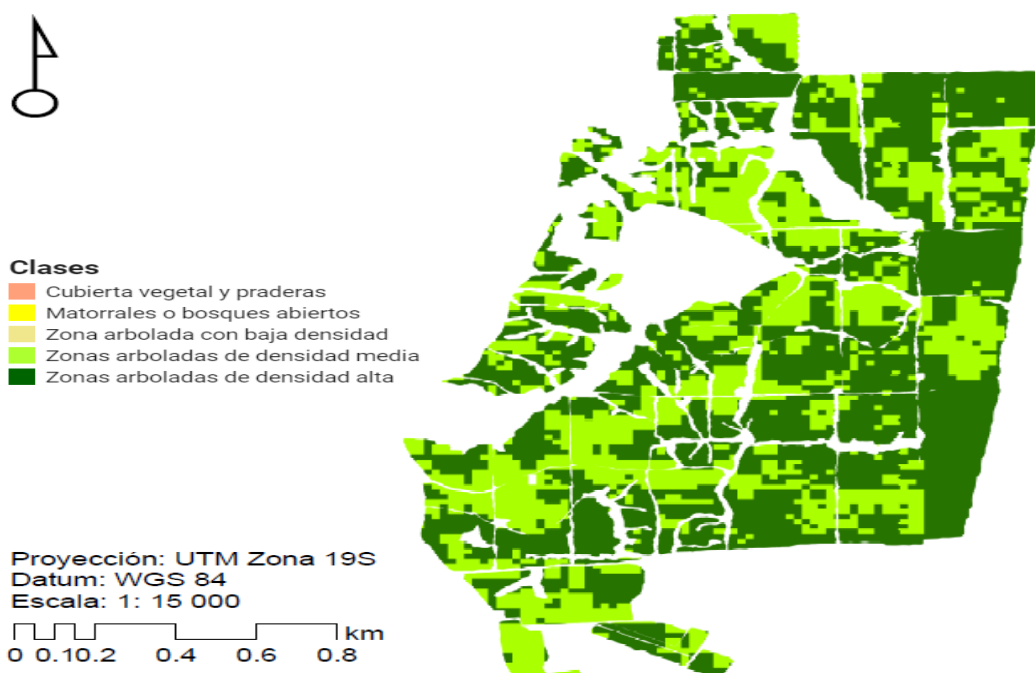 Clases
Cubierta vegetal y praderas
Matorrales o bosques abiertos
Zona arbolada con baja densidad
Zonas arboladas de densidad media
Zonas arboladas de densidad alta
Proyección: UTM Zona 19S
Datum: WGS 84
Escala: 1: 15 000
km
0 0.10.2 0.4 0.6 0.8